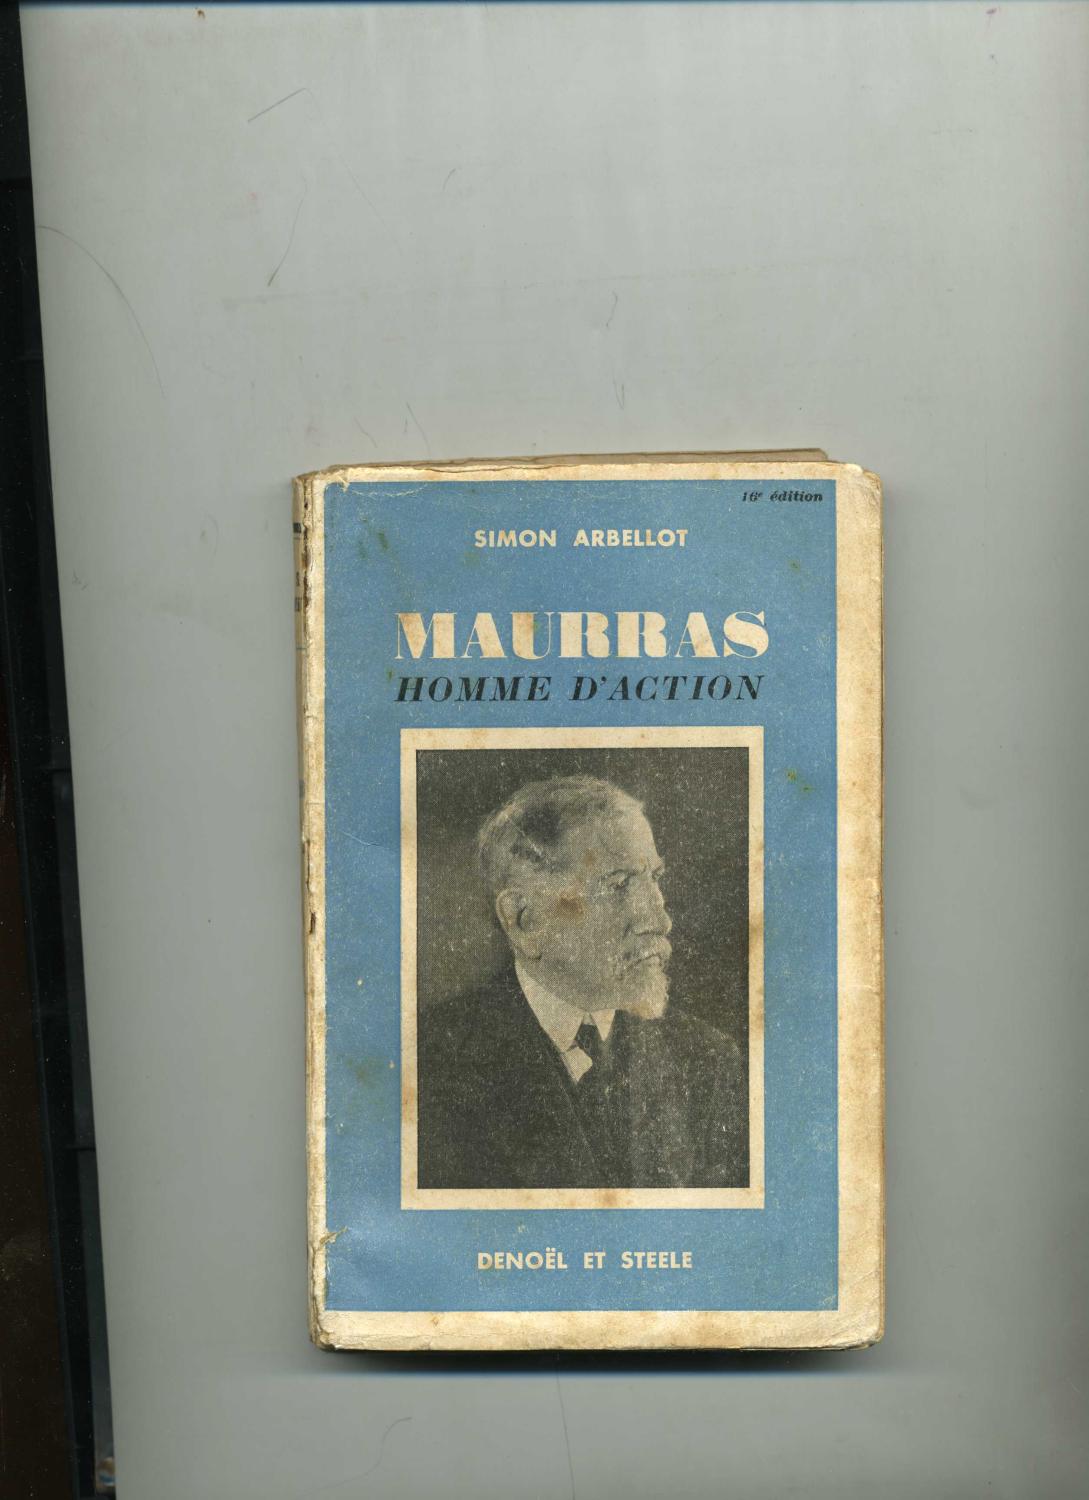 16e édition
SIMON ARBELLOT
MAURRAS
HOMME D'ACTION
DENOËL ET STEELE